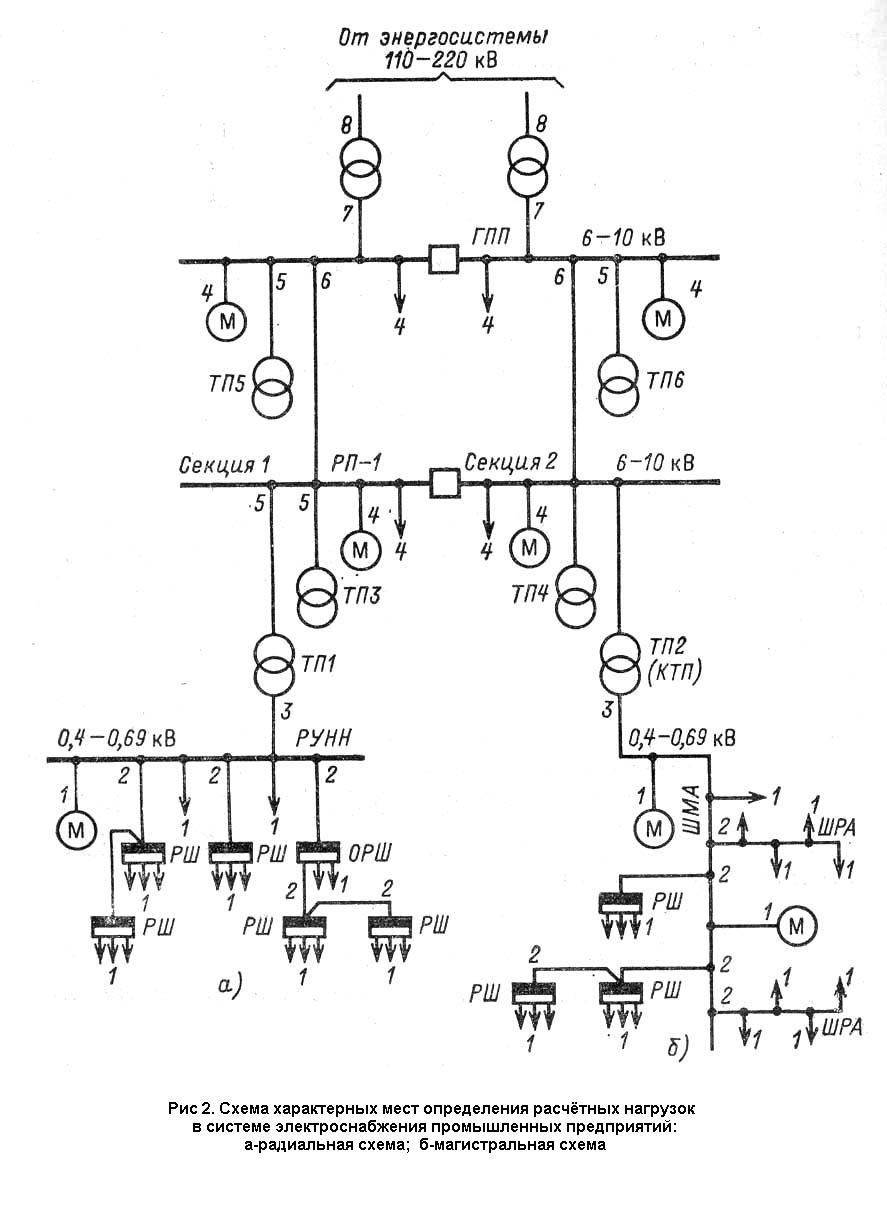 От энергосистемы
110–220 кВ
8 8
7 7
ГПП 6–10 кВ
4 5 6 6 5 4
М 4 4 М
ТП5 ТП6
Секция 1 РП–1 Секция 2 6–10 кВ
5 5 4 4
М 4 4 М
ТП3 ТП4
ТП1 ТП2
(КТП)
3 3
0,4–0,69 кВ РУНН 0,4–0,69 кВ
2 2 2
1 1 1 1 1
М М ШМА
2 1 ШРА
РШ РШ ОРШ 1 1
1 1 2 1 2 2
РШ РШ РШ РШ
1 1 1 1
1 М
а)
2 2
РШ РШ 2 1 1
1 1 1 1 ШРА
б)
Рис 2. Схема характерных мест определения расчётных нагрузок
в системе электроснабжения промышленных предприятий:
а-радиальная схема; б-магистральная схема